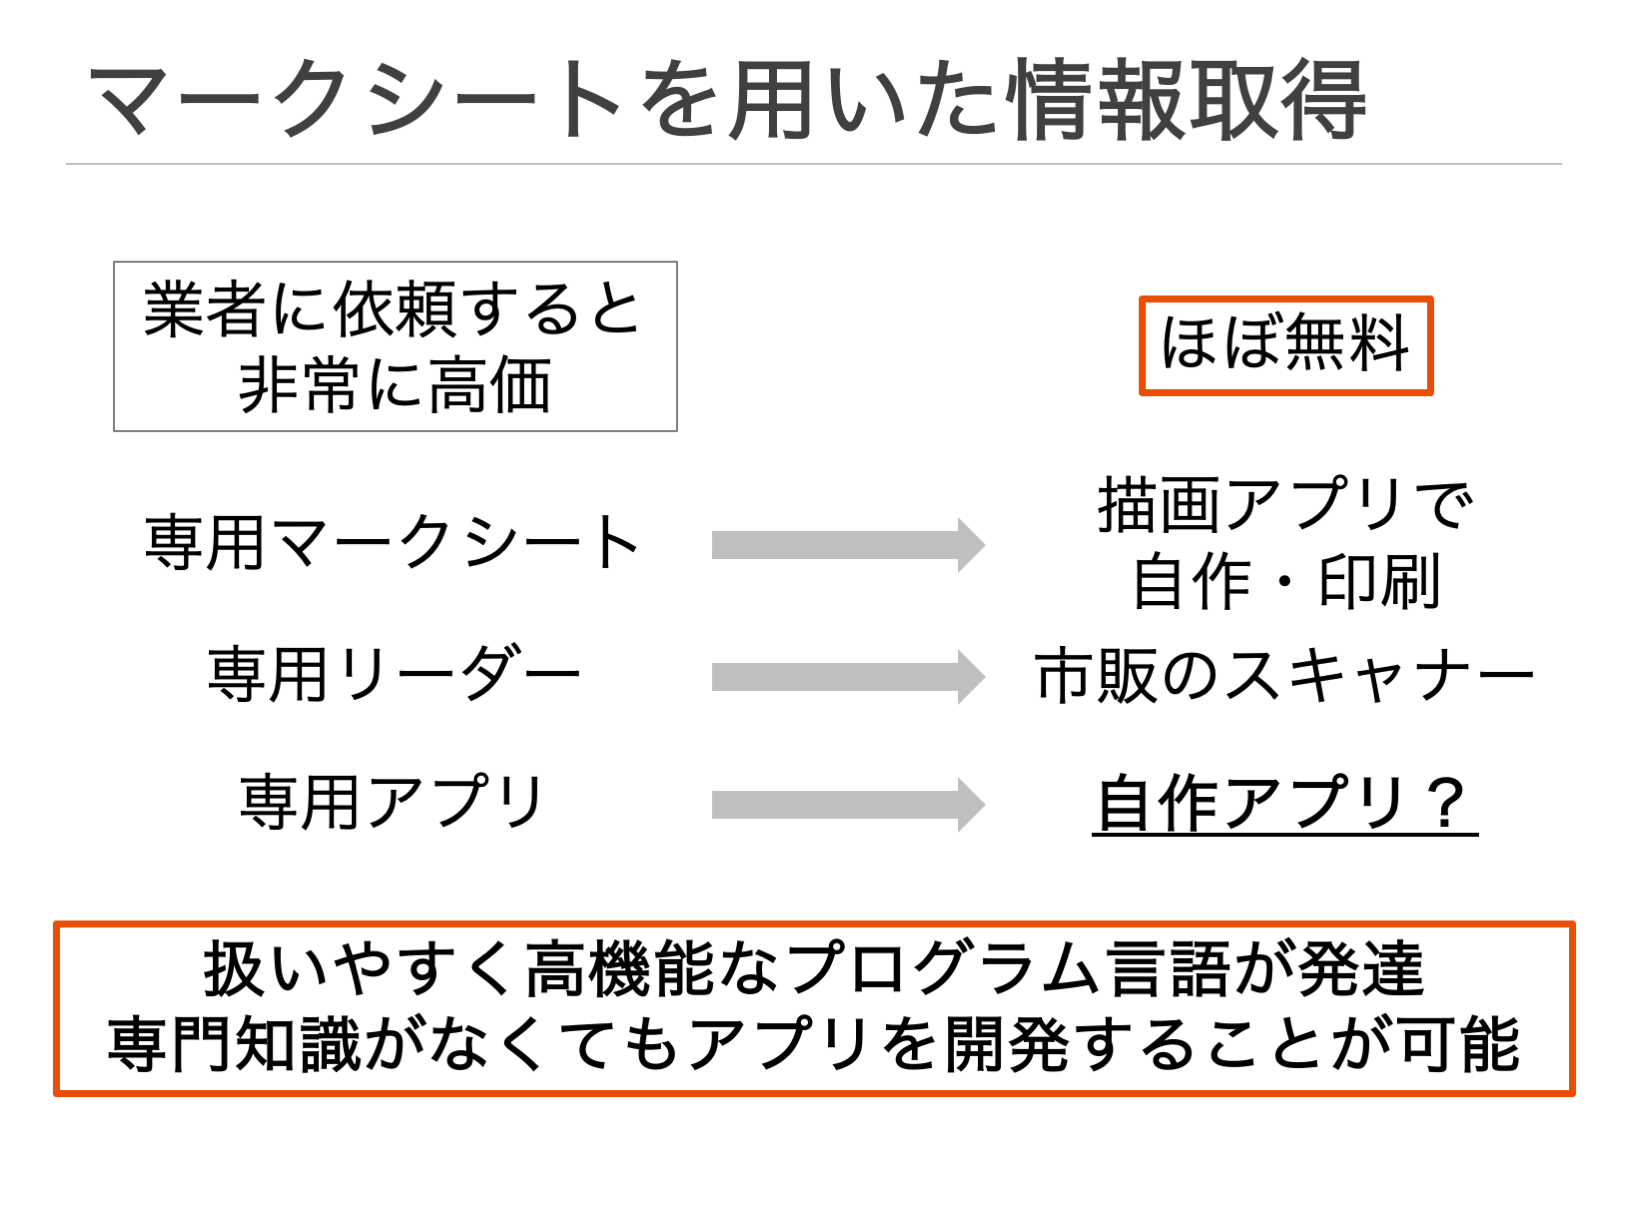 マークシートを用いた情報取得
業者に依頼すると
非常に高価
ほぼ無料
専用マークシート
描画アプリで
自作・印刷
専用リーダー
市販のスキャナー
専用アプリ
自作アプリ？
扱いやすく高機能なプログラム言語が発達
専門知識がなくてもアプリを開発することが可能